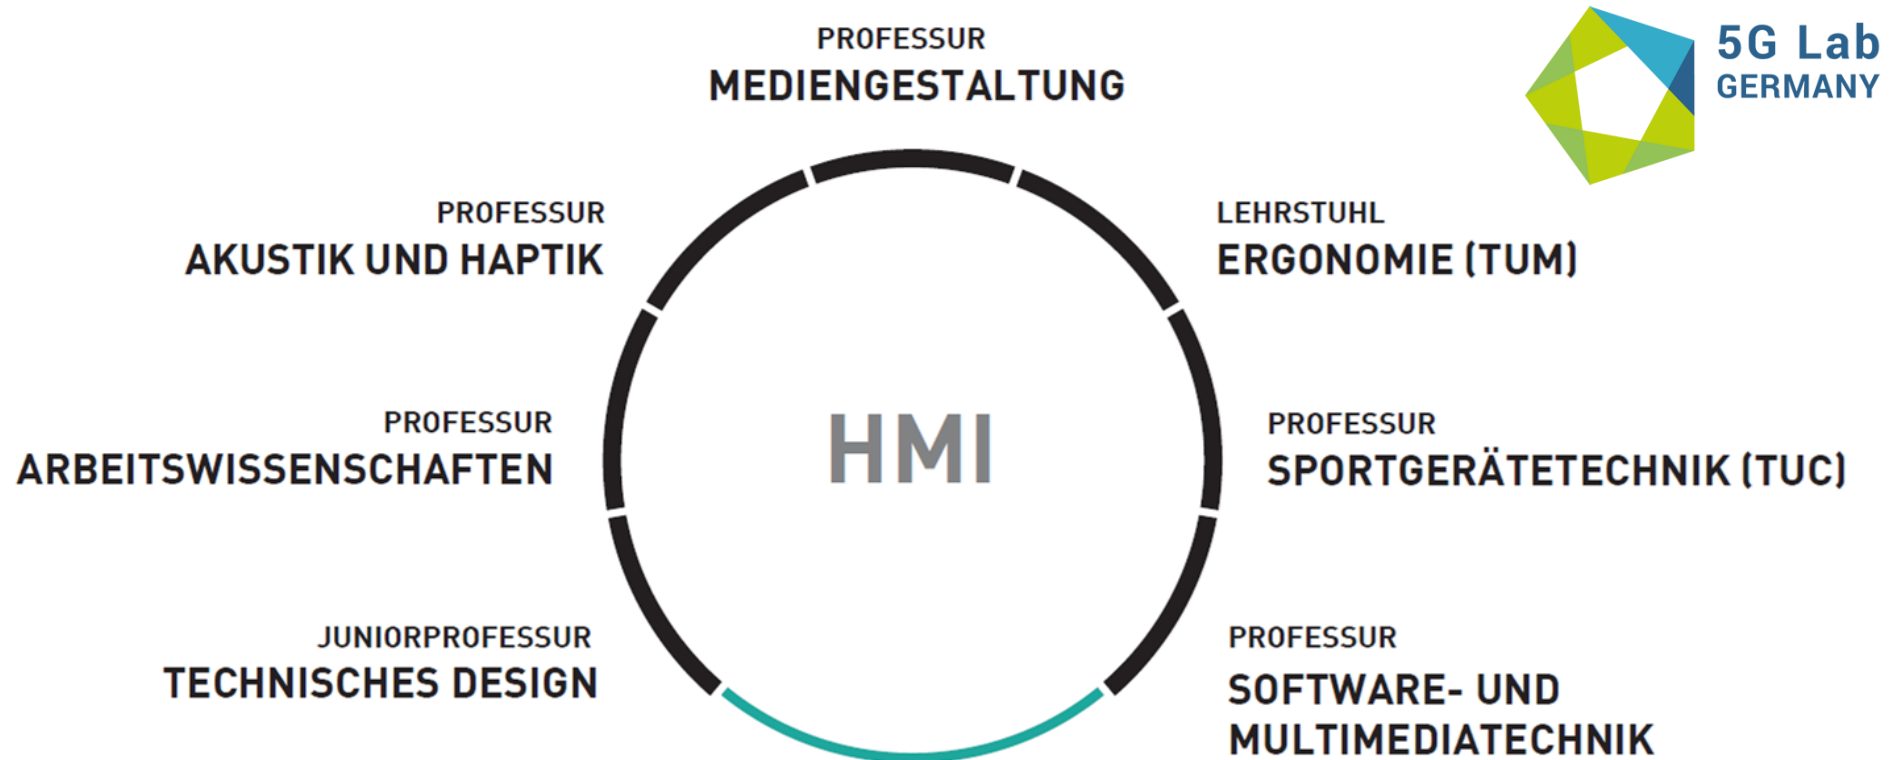 PROFESSUR
MEDIENGESTALTUNG
5G Lab
GERMANY
PROFESSUR
AKUSTIK UND HAPTIK
LEHRSTUHL
ERGONOMIE (TUM)
PROFESSUR
ARBEITSWISSENSCHAFTEN
HMI
PROFESSUR
SPORTGERÄTETECHNIK (TUC)
JUNIORPROFESSUR
TECHNISCHES DESIGN
PROFESSUR
SOFTWARE- UND
MULTIMEDIATECHNIK